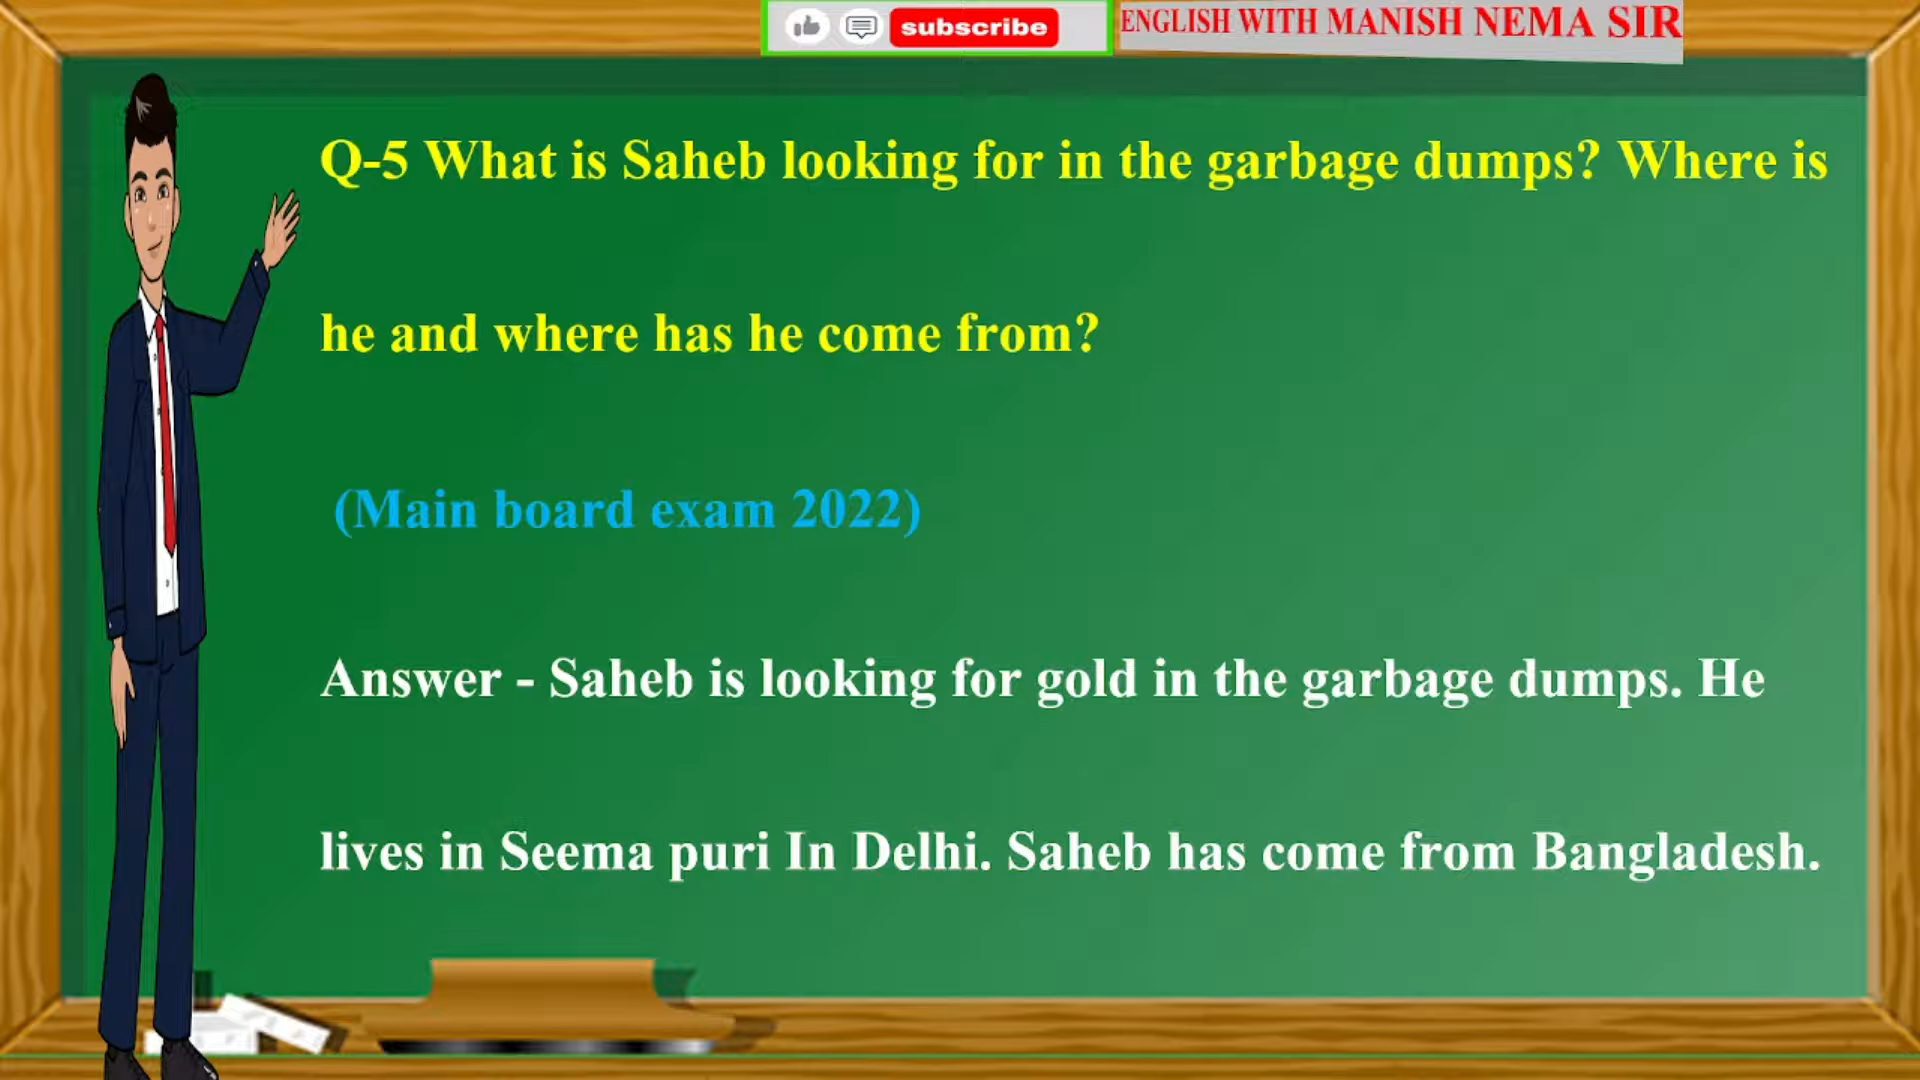 subscribe
ENGLISH WITH MANISH NEMA SIR
Q-5 What is Saheb looking for in the garbage dumps? Where is
he and where has he come from?
(Main board exam 2022)
Answer - Saheb is looking for gold in the garbage dumps. He
lives in Seema puri In Delhi. Saheb has come from Bangladesh.